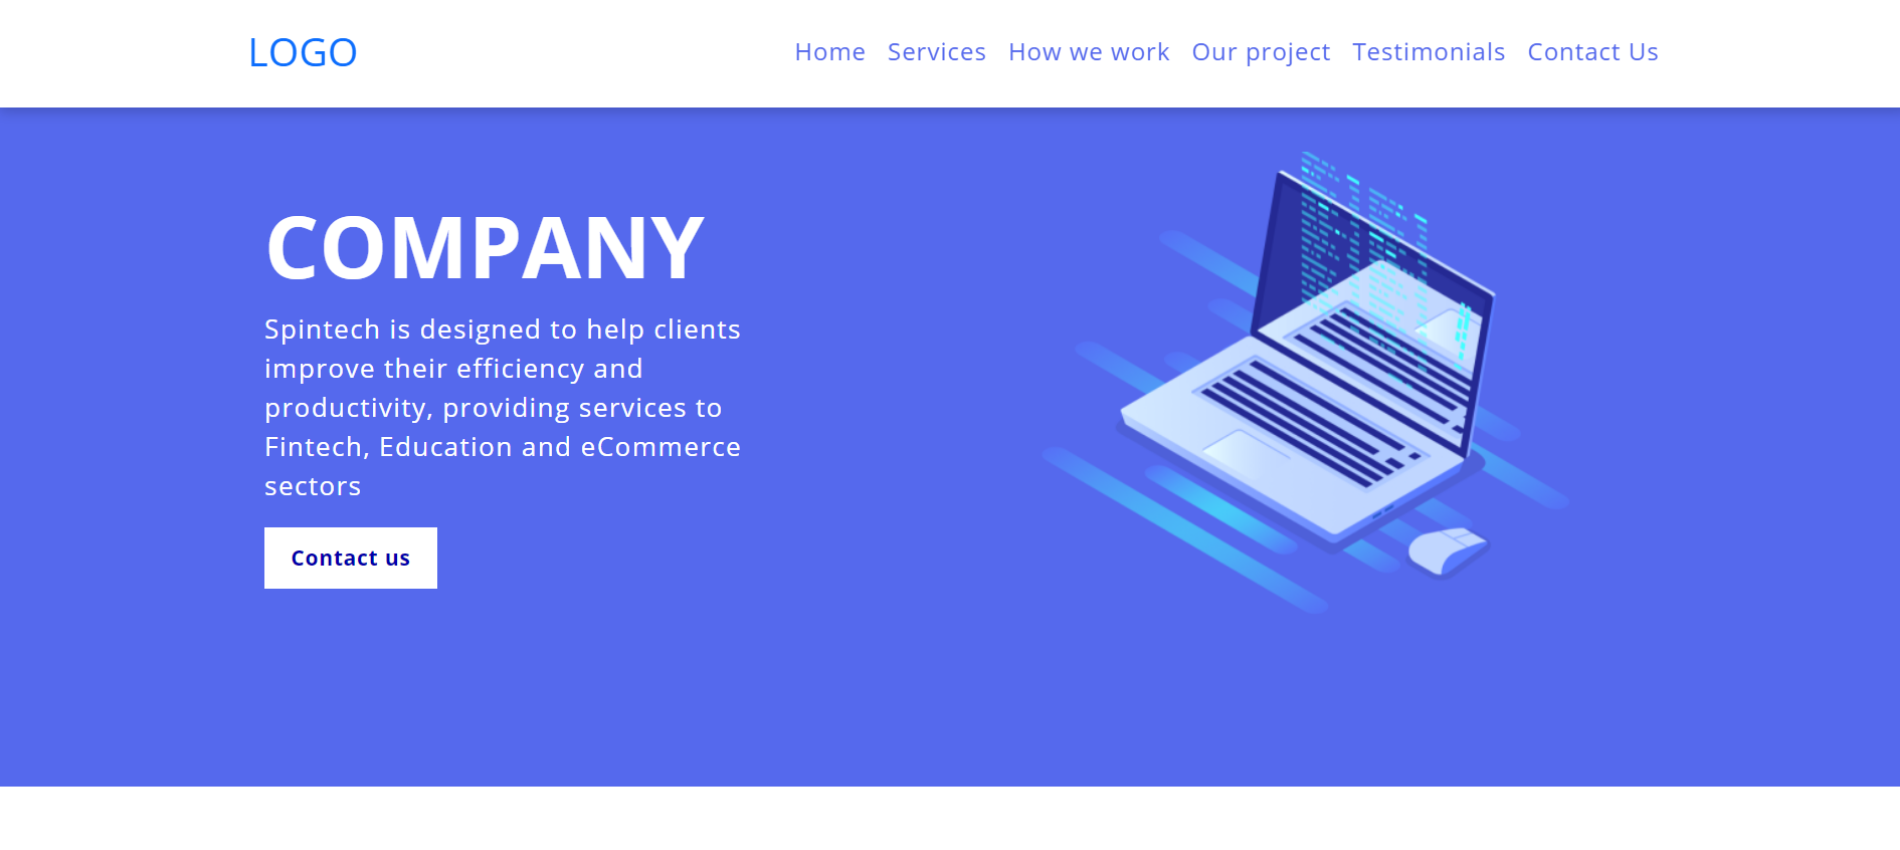 LOGO
Home Services How we work Our project Testimonials Contact Us
COMPANY
Spintech is designed to help clients
improve their efficiency and
productivity, providing services to
Fintech, Education and eCommerce
sectors
Contact us